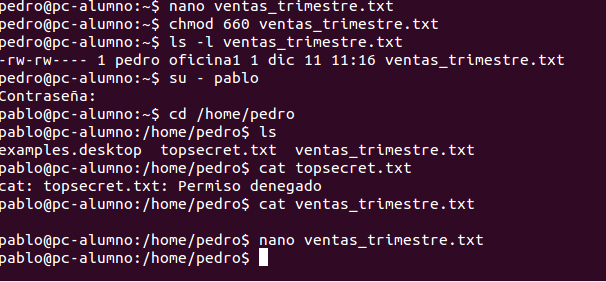 pedro@pc-alumno:~$ nano ventas_trimestre.txt
pedro@pc-alumno:~$ chmod 660 ventas_trimestre.txt
pedro@pc-alumno:~$ ls -l ventas_trimestre.txt
-rw-rw---- 1 pedro oficina1 1 dic 11 11:16 ventas_trimestre.txt
pedro@pc-alumno:~$ su - pablo
Contraseña:
pablo@pc-alumno:~$ cd /home/pedro
pablo@pc-alumno:/home/pedro$ ls
examples.desktop  topsecret.txt  ventas_trimestre.txt
pablo@pc-alumno:/home/pedro$ cat topsecret.txt
cat: topsecret.txt: Permiso denegado
pablo@pc-alumno:/home/pedro$ cat ventas_trimestre.txt
pablo@pc-alumno:/home/pedro$ nano ventas_trimestre.txt
pablo@pc-alumno:/home/pedro$